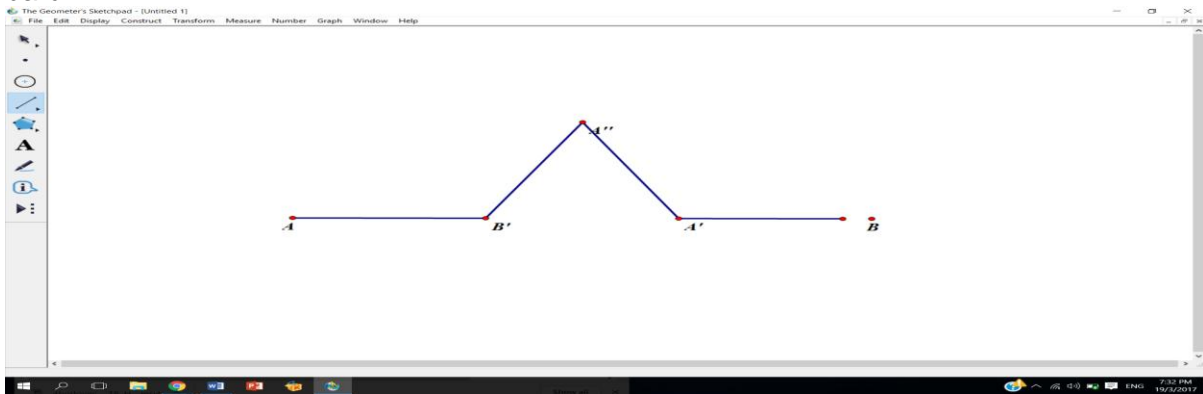 The Geometer's Sketchpad - [Untitled 1]
File Edit Display Construct Transform Measure Number Graph Window Help
A
A''
A B' A' B
ENG 7:32 PM
19/3/2017